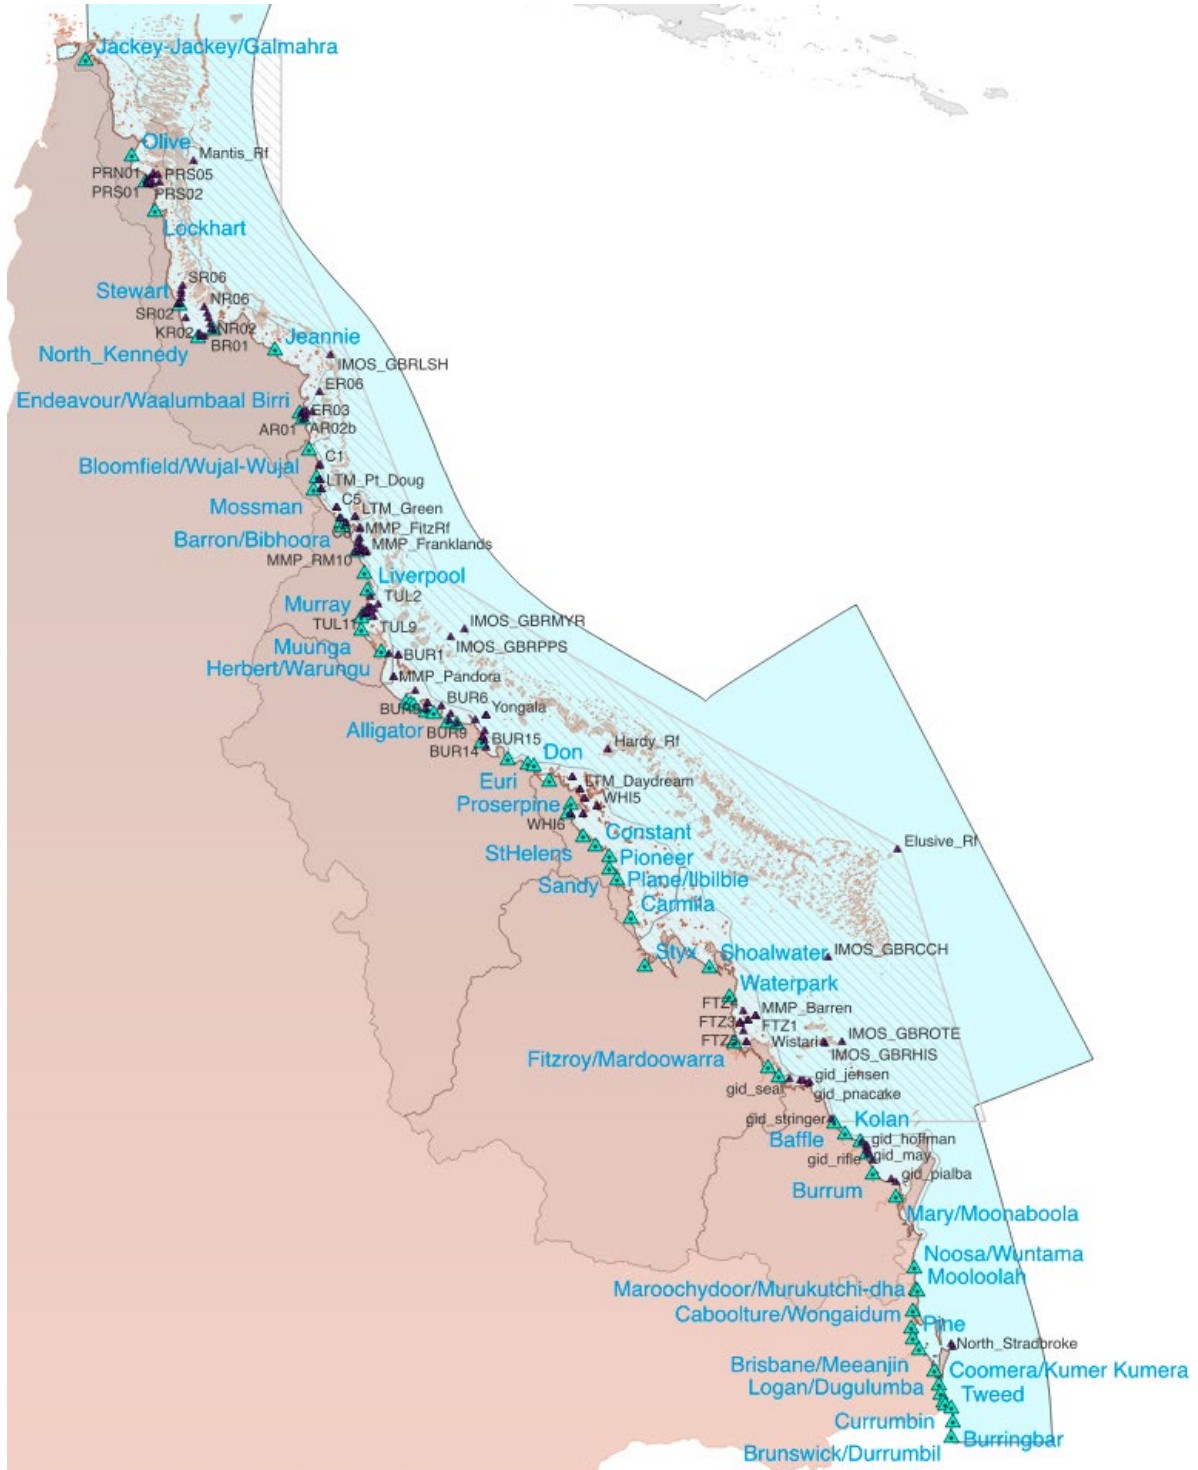 Jackey-Jackey/Galmahra
Olive
Mantis_Rf
PRN01
PRS05
PRS01
PRS02
Lockhart
SR06
Stewart
NR06
SR02
KR02
NR02
BR01
Jeannie
North_Kennedy
IMOS_GBRLSH
ER06
Endeavour/Waalumbaal Birri
ER03
AR01
AR02b
C1
Bloomfield/Wujal-Wujal
LTM_Pt_Doug
C5
Mossman
LTM_Green
MMP_FitzRf
Barron/Bibhoora
MMP_Franklands
MMP_RM10
Liverpool
TUL2
Murray
TUL11
TUL9
IMOS_GBRMYR
IMOS_GBRPPS
Muunga
BUR1
Herbert/Warungu
MMP_Pandora
BUR6
Yongala
Alligator
BUR9
BUR15
BUR14
Hardy_Rf
Don
Euri
LTM_Daydream
Proserpine
WHI5
WHI6
Constant
StHelens
Pioneer
Elusive_Rf
Sandy
Plane/Ilbilbie
Carmila
Styx
Shoalwater
IMOS_GBRCCH
Waterpark
FTZ4
MMP_Barren
FTZ3
FTZ1
Wistari
IMOS_GBROTE
IMOS_GBRHIS
Fitzroy/Mardoowarra
gid_jensen
gid_seal
gid_pnacake
gid_stringer
Kolan
Baffle
gid_hoffman
gid_rifle
gid_may
gid_pialba
Burrum
Mary/Moonaboola
Noosa/Wuntama
Mooloolah
Maroochydoor/Murukutchi-dha
Caboolture/Wongaidum
Pine
North_Stradbroke
Brisbane/Meeanjin
Coomera/Kumer Kumera
Logan/Dugulumba
Tweed
Currumbin
Burringbar
Brunswick/Durrumbil